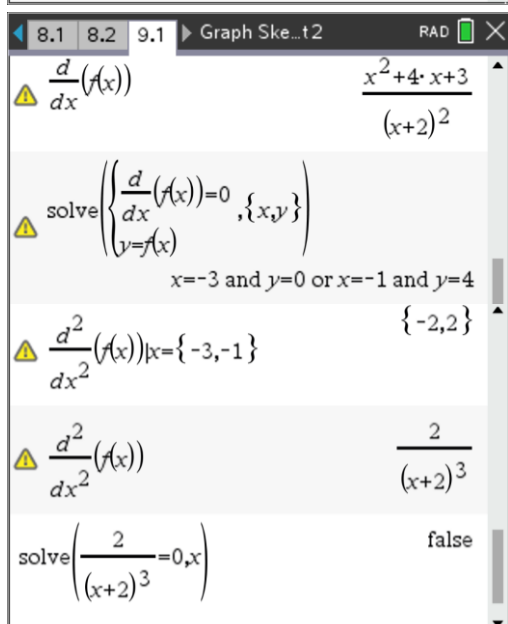 8.1 8.2 9.1 Graph Ske...t2 RAD
d/dx(f(x)) (x^2+4·x+3)/(x+2)^2
solve({d/dx(f(x))=0
y=f(x) ,{x,y})
x=-3 and y=0 or x=-1 and y=4
d^2/dx^2(f(x))|x={-3,-1} {-2,2}
d^2/dx^2(f(x)) 2/(x+2)^3
solve(2/(x+2)^3=0,x) false